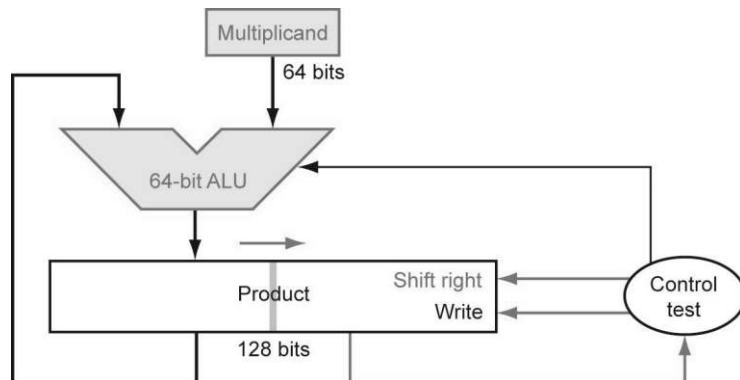 Multiplicand
64 bits
64-bit ALU
Shift right
Product
Write
128 bits
Control
test